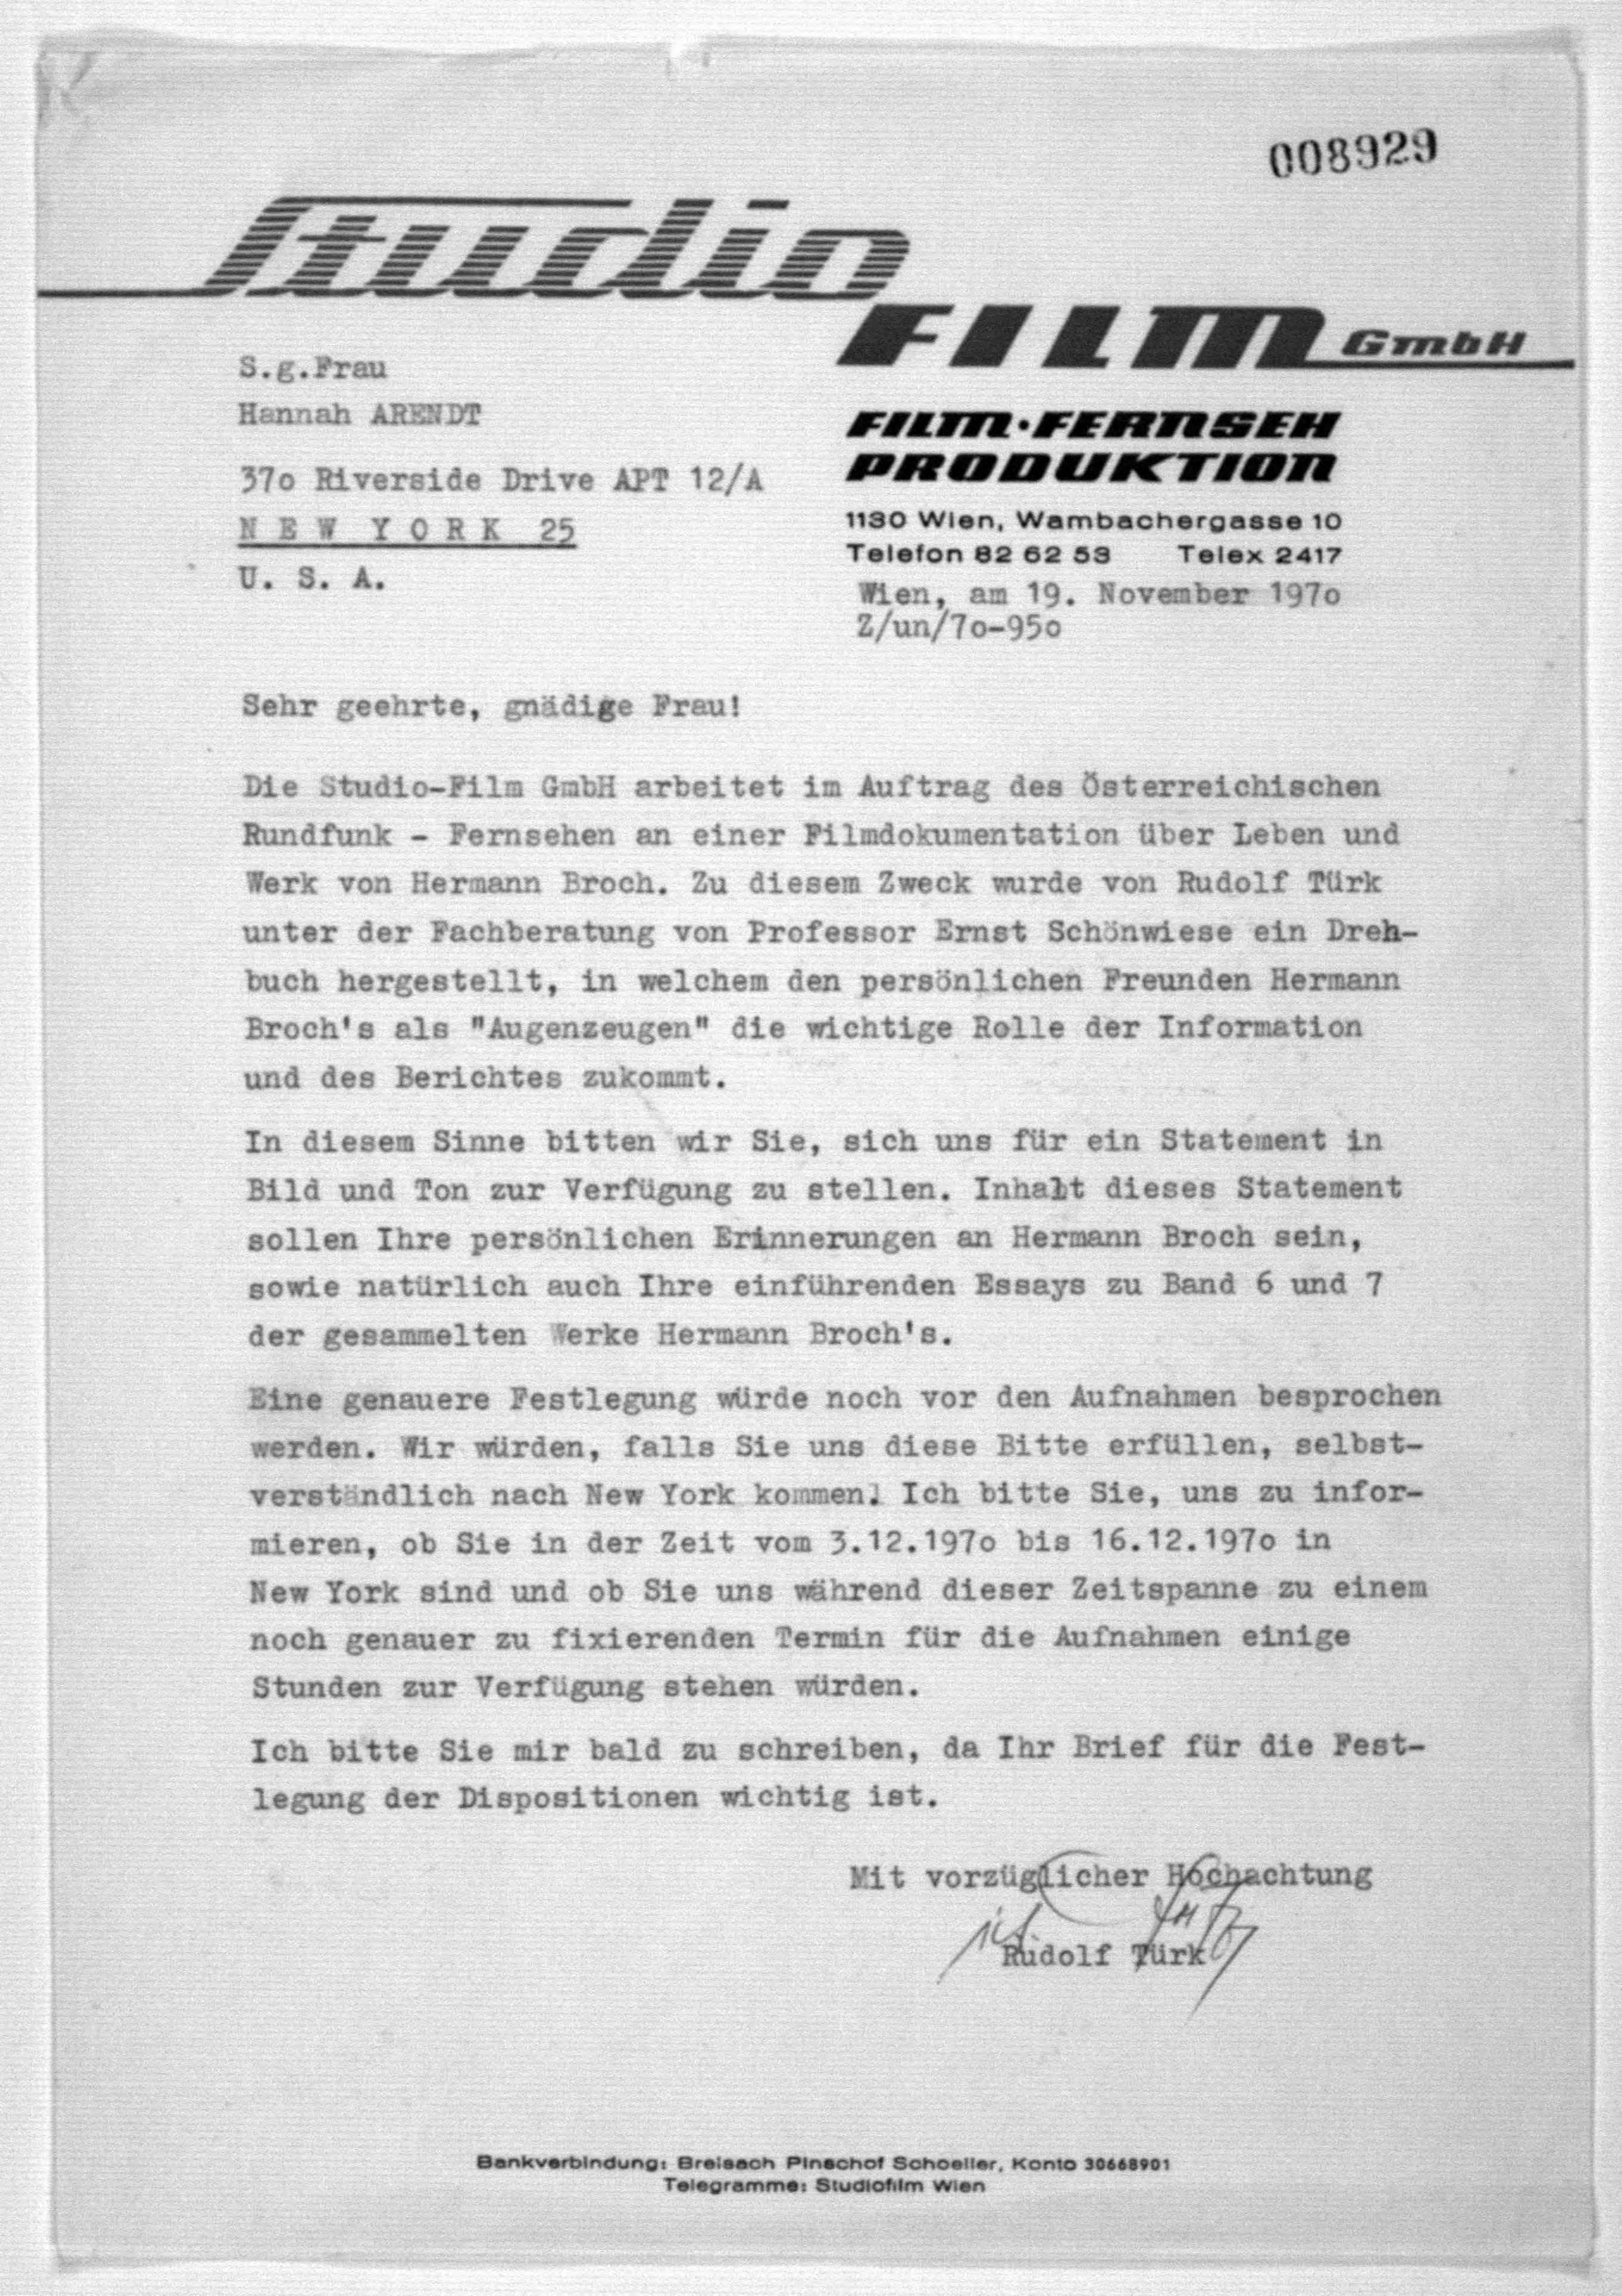 008929
Studio
FILM GmbH
S.g.Frau
Hannah ARENDT
37o Riverside Drive APT 12/A
N E W  Y O R K  25
U. S. A.
FILM·FERNSEH
PRODUKTION
1130 Wien, Wambachergasse 10
Telefon 82 62 53 Telex 2417
Wien, am 19. November 197o
Z/un/7o-95o
Sehr geehrte, gnädige Frau!
Die Studio-Film GmbH arbeitet im Auftrag des Österreichischen
Rundfunk - Fernsehen an einer Filmdokumentation über Leben und
Werk von Hermann Broch. Zu diesem Zweck wurde von Rudolf Türk
unter der Fachberatung von Professor Ernst Schönwiese ein Dreh-
buch hergestellt, in welchem den persönlichen Freunden Hermann
Broch's als "Augenzeugen" die wichtige Rolle der Information
und des Berichtes zukommt.
In diesem Sinne bitten wir Sie, sich uns für ein Statement in
Bild und Ton zur Verfügung zu stellen. Inhalt dieses Statement
sollen Ihre persönlichen Erinnerungen an Hermann Broch sein,
sowie natürlich auch Ihre einführenden Essays zu Band 6 und 7
der gesammelten Werke Hermann Broch's.
Eine genauere Festlegung würde noch vor den Aufnahmen besprochen
werden. Wir würden, falls Sie uns diese Bitte erfüllen, selbst-
verständlich nach New York kommen. Ich bitte Sie, uns zu infor-
mieren, ob Sie in der Zeit vom 3.12.197o bis 16.12.197o in
New York sind und ob Sie uns während dieser Zeitspanne zu einem
noch genauer zu fixierenden Termin für die Aufnahmen einige
Stunden zur Verfügung stehen würden.
Ich bitte Sie mir bald zu schreiben, da Ihr Brief für die Fest-
legung der Dispositionen wichtig ist.
Mit vorzüglicher Hochachtung
Rudolf Türk
Bankverbindung: Breisach Pinschof Schoeller, Konto 30668901
Telegramme: Studiofilm Wien